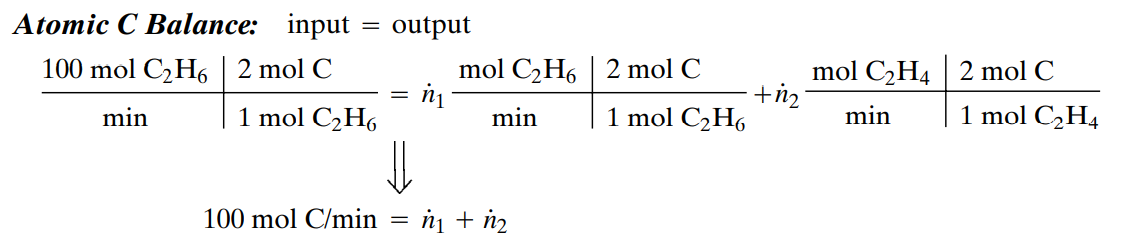 Atomic C Balance: input = output
100 mol C₂H₆ | 2 mol C = ṅ₁ mol C₂H₆ | 2 mol C +ṅ₂ mol C₂H₄ | 2 mol C
min | 1 mol C₂H₆ min | 1 mol C₂H₆ min | 1 mol C₂H₄
⇓
100 mol C/min = ṅ₁ + ṅ₂